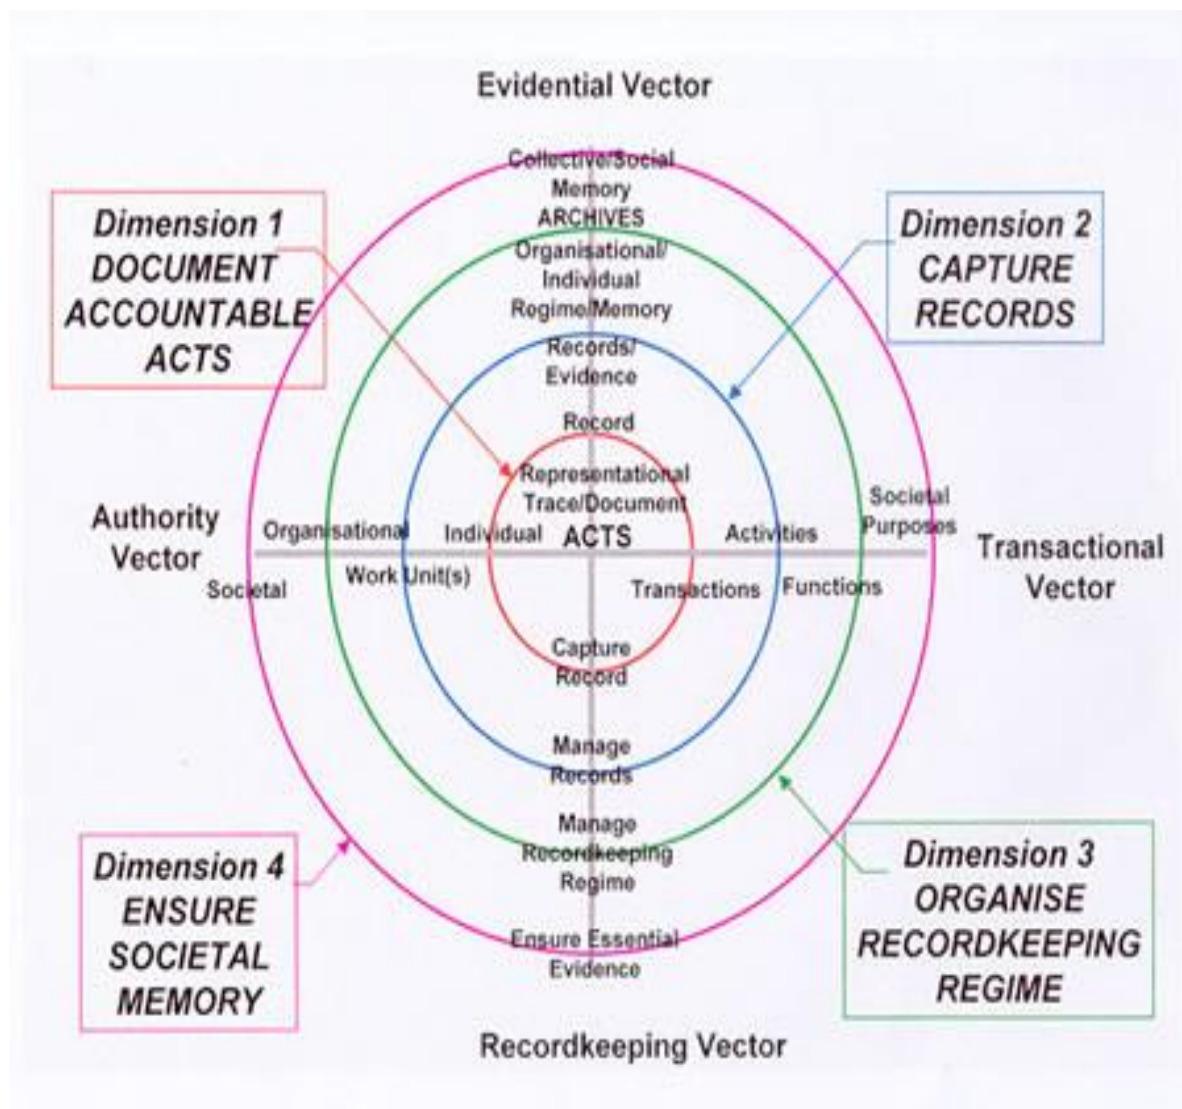 Evidential Vector
Collective/Social
Memory
ARCHIVES
Dimension 1
DOCUMENT
ACCOUNTABLE
ACTS
Dimension 2
CAPTURE
RECORDS
Organisational/
Individual
Regime/Memory
Records/
Evidence
Record
Representational
Trace/Document
ACTS
Authority
Vector
Organisational
Individual
Activities
Societal
Purposes
Societal
Work Unit(s)
Transactions
Functions
Transactional
Vector
Capture
Record
Manage
Records
Manage
Recordkeeping
Regime
Ensure Essential
Evidence
Dimension 4
ENSURE
SOCIETAL
MEMORY
Dimension 3
ORGANISE
RECORDKEEPING
REGIME
Recordkeeping Vector